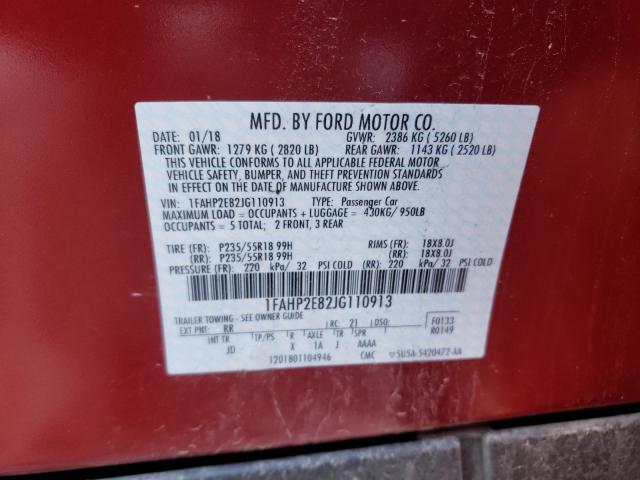 MFD. BY FORD MOTOR CO.
DATE: 01/18 GVWR: 2386 KG ( 5260 LB)
FRONT GAWR: 1279 KG ( 2820 LB) REAR GAWR: 1143 KG ( 2520 LB)
THIS VEHICLE CONFORMS TO ALL APPLICABLE FEDERAL MOTOR
VEHICLE SAFETY, BUMPER, AND THEFT PREVENTION STANDARDS
IN EFFECT ON THE DATE OF MANUFACTURE SHOWN ABOVE.
VIN: 1FAHP2E82JG110913 TYPE: Passenger Car
MAXIMUM LOAD = OCCUPANTS + LUGGAGE = 430KG/ 950LB
OCCUPANTS = 5 TOTAL; 2 FRONT, 3 REAR
TIRE (FR): P235/55R18 99H RIMS (FR): 18X8.0J
(RR): P235/55R18 99H (RR): 18X8.0J
PRESSURE (FR): 220 kPa/ 32 PSI COLD (RR): 220 kPa/ 32 PSI COLD
1FAHP2E82JG110913
TRAILER TOWING - SEE OWNER GUIDE
EXT PNT: RR RC: 21 DSO: F0133
INT TR TP/PS R AXLE TR SPR R0149
JD X 1A J AAAA
1201801104946 CMC 5U5A-5420472-AA